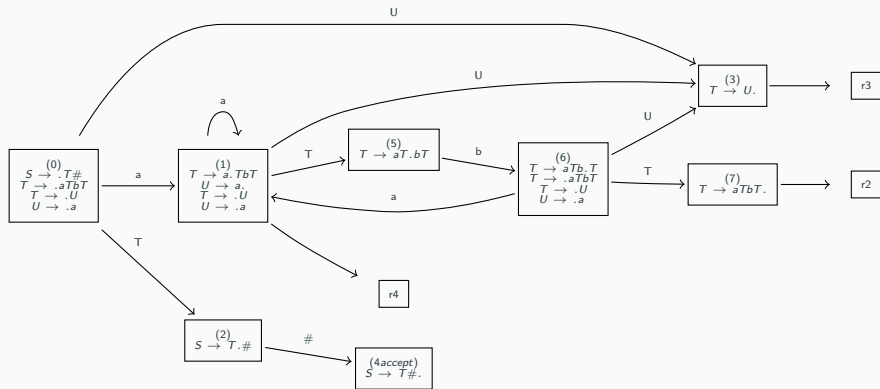 U
(3)
T → U.
r3
U
a
U
(0)
S → .T#
T → .aTbT
T → .U
U → .a
a
(1)
T → a.TbT
U → a.
T → .U
U → .a
T
(5)
T → aT.bT
b
(6)
T → aTb.T
T → .aTbT
T → .U
U → .a
T
(7)
T → aTbT.
r2
a
T
r4
(2)
S → T.#
#
(4accept)
S → T#.